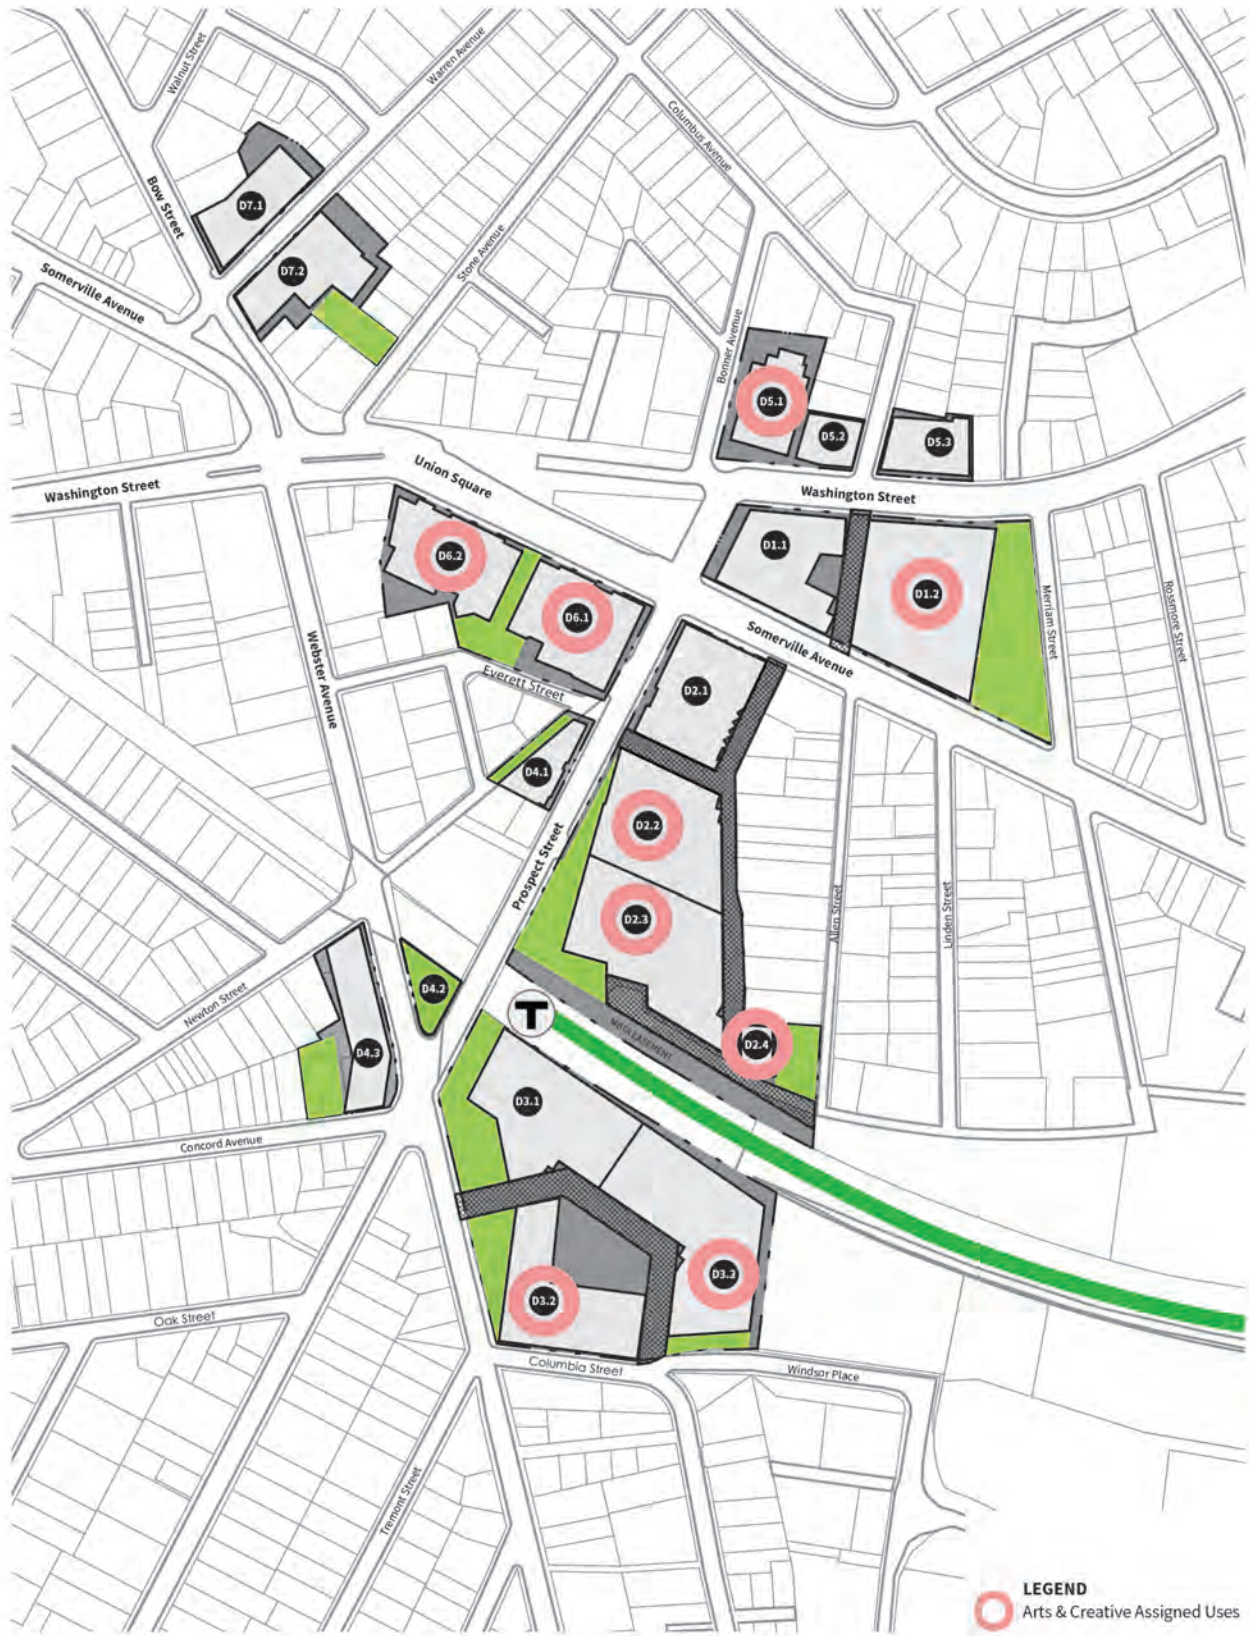 Walnut Street
Warren Avenue
Columbus Avenue
Bow Street
D7.1
Stone Avenue
D7.2
Somerville Avenue
Bonner Avenue
D5.1
D5.2
D5.3
Union Square
Washington Street
Washington Street
D6.2
D1.1
D1.2
D6.1
Merriam Street
Rossmore Street
Somerville Avenue
Webster Avenue
Everett Street
D2.1
D4.1
D2.2
Prospect Street
D2.3
Allen Street
Linden Street
D4.2
Newton Street
T
MBTA EASEMENT
D2.4
D4.3
D3.1
Concord Avenue
D3.3
D3.2
Oak Street
Columbia Street
Windsor Place
Tremont Street
LEGEND
Arts & Creative Assigned Uses